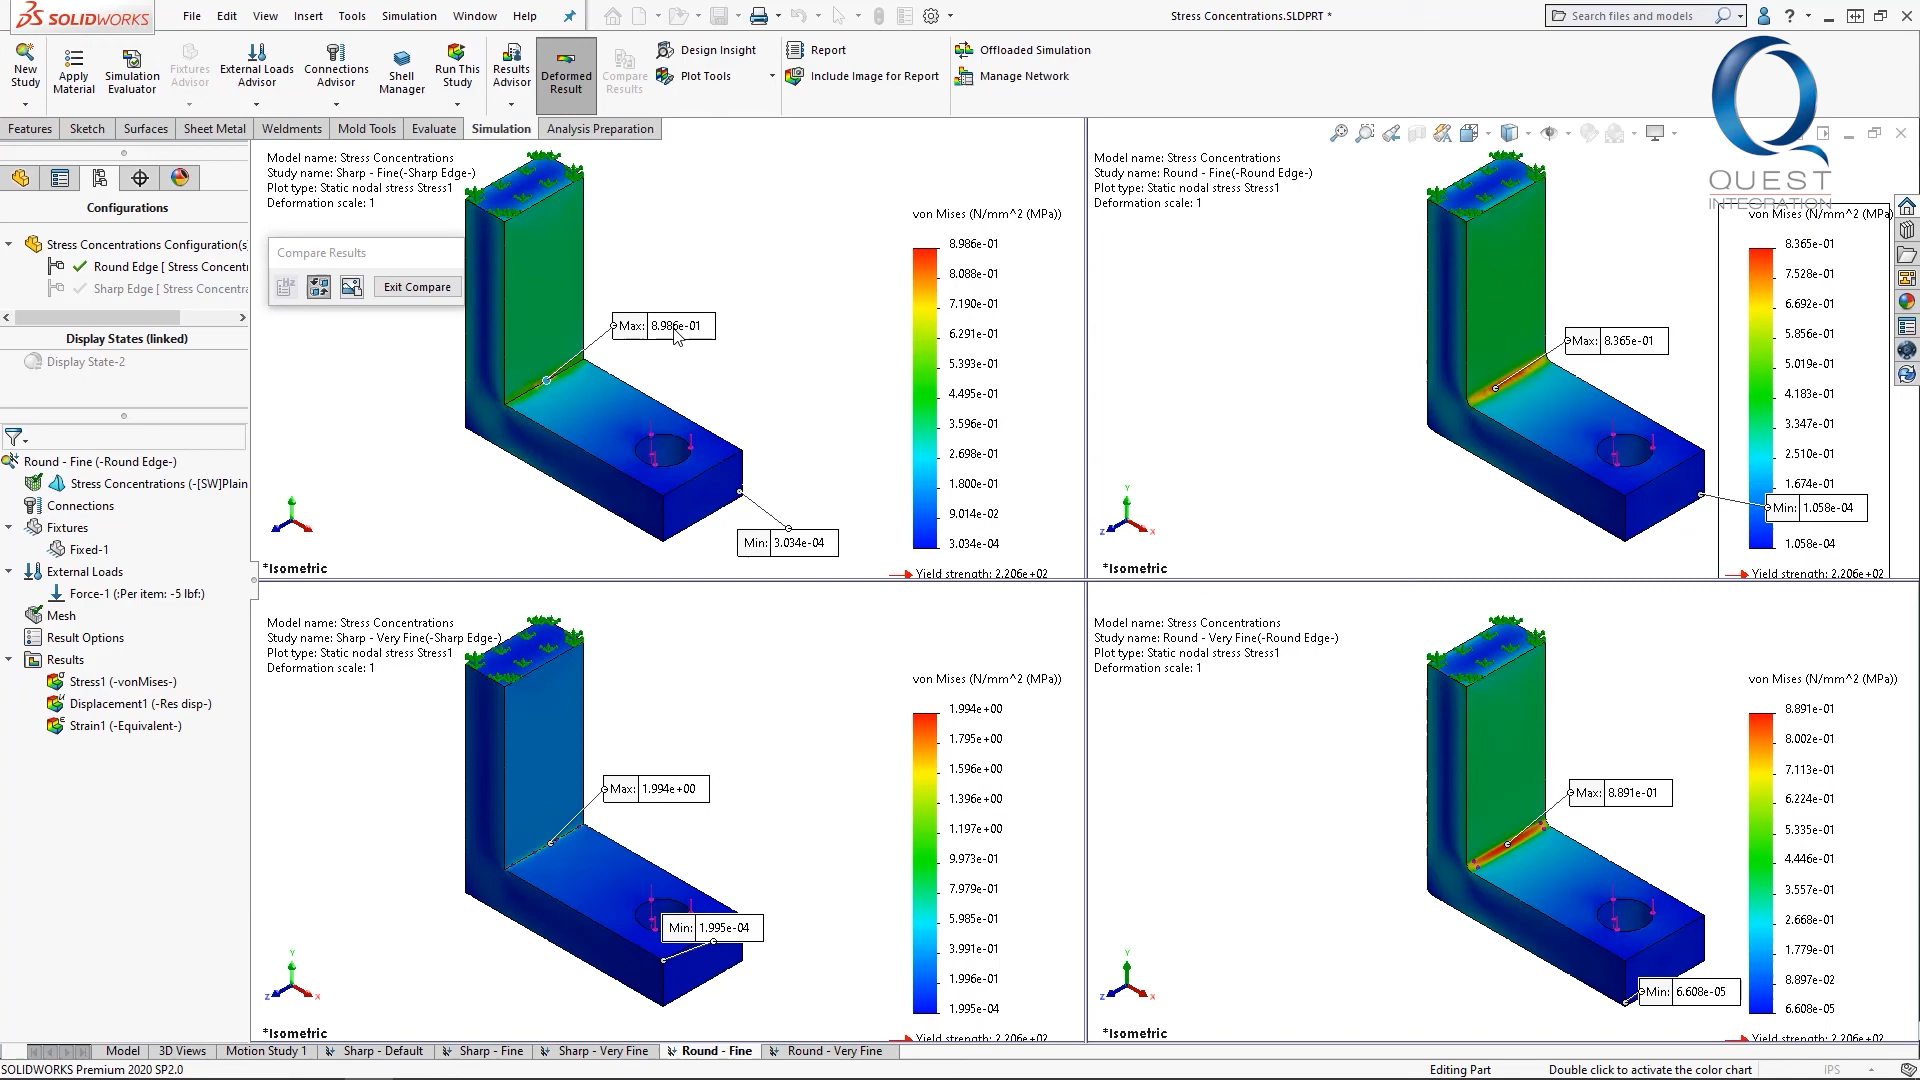 SOLIDWORKS
File Edit View Insert Tools Simulation Window Help
Stress Concentrations.SLDPRT *
Search files and models
New Study
Apply Material
Simulation Evaluator
Fixtures Advisor
External Loads Advisor
Connections Advisor
Shell Manager
Run This Study
Results Advisor
Deformed Result
Compare Results
Design Insight
Plot Tools
Report
Include Image for Report
Offloaded Simulation
Manage Network
QUEST
INTEGRATION
Features Sketch Surfaces Sheet Metal Weldments Mold Tools Evaluate Simulation Analysis Preparation
Configurations
Stress Concentrations Configuration(s
Round Edge [ Stress Concent
Sharp Edge [ Stress Concentra
Display States (linked)
Display State-2
Round - Fine (-Round Edge-)
Stress Concentrations (-[SW]Plain
Connections
Fixtures
Fixed-1
External Loads
Force-1 (:Per item: -5 lbf:)
Mesh
Result Options
Results
Stress1 (-vonMises-)
Displacement1 (-Res disp-)
Strain1 (-Equivalent-)
Model name: Stress Concentrations
Study name: Sharp - Fine(-Sharp Edge-)
Plot type: Static nodal stress Stress1
Deformation scale: 1
Compare Results
Exit Compare
Max: 8.986e-01
Min: 3.034e-04
von Mises (N/mm^2 (MPa))
8.986e-01
8.088e-01
7.190e-01
6.291e-01
5.393e-01
4.495e-01
3.596e-01
2.698e-01
1.800e-01
9.014e-02
3.034e-04
Yield strength: 2.206e+02
*Isometric
Model name: Stress Concentrations
Study name: Round - Fine(-Round Edge-)
Plot type: Static nodal stress Stress1
Deformation scale: 1
Max: 8.365e-01
Min: 1.058e-04
von Mises (N/mm^2 (MPa))
8.365e-01
7.528e-01
6.692e-01
5.856e-01
5.019e-01
4.183e-01
3.347e-01
2.510e-01
1.674e-01
1.058e-04
Yield strength: 2.206e+02
Y
Z X
*Isometric
Model name: Stress Concentrations
Study name: Sharp - Very Fine(-Sharp Edge-)
Plot type: Static nodal stress Stress1
Deformation scale: 1
Max: 1.994e+00
Min: 1.995e-04
von Mises (N/mm^2 (MPa))
1.994e+00
1.795e+00
1.596e+00
1.396e+00
1.197e+00
9.973e-01
7.979e-01
5.985e-01
3.991e-01
1.996e-01
1.995e-04
Yield strength: 2.206e+02
Y
Z X
*Isometric
Model name: Stress Concentrations
Study name: Round - Very Fine(-Round Edge-)
Plot type: Static nodal stress Stress1
Deformation scale: 1
Max: 8.891e-01
Min: 6.608e-05
von Mises (N/mm^2 (MPa))
8.891e-01
8.002e-01
7.113e-01
6.224e-01
5.335e-01
4.446e-01
3.557e-01
2.668e-01
1.779e-01
8.897e-02
6.608e-05
Yield strength: 2.206e+02
Y
Z X
*Isometric
Model 3D Views Motion Study 1 Sharp - Default Sharp - Fine Sharp - Very Fine Round - Fine Round - Very Fine
SOLIDWORKS Premium 2020 SP2.0
Editing Part
Double click to activate the color chart
IPS